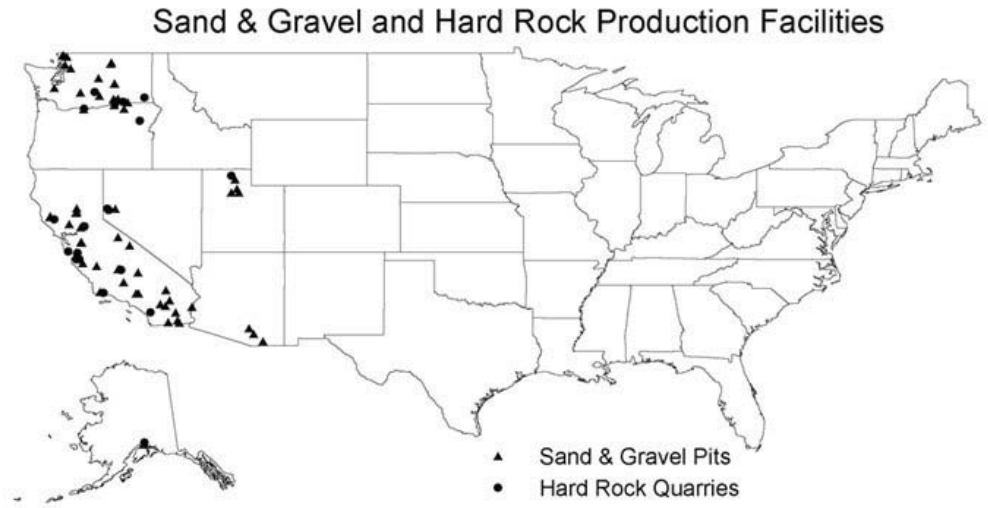 Sand & Gravel and Hard Rock Production Facilities
Sand & Gravel Pits
Hard Rock Quarries